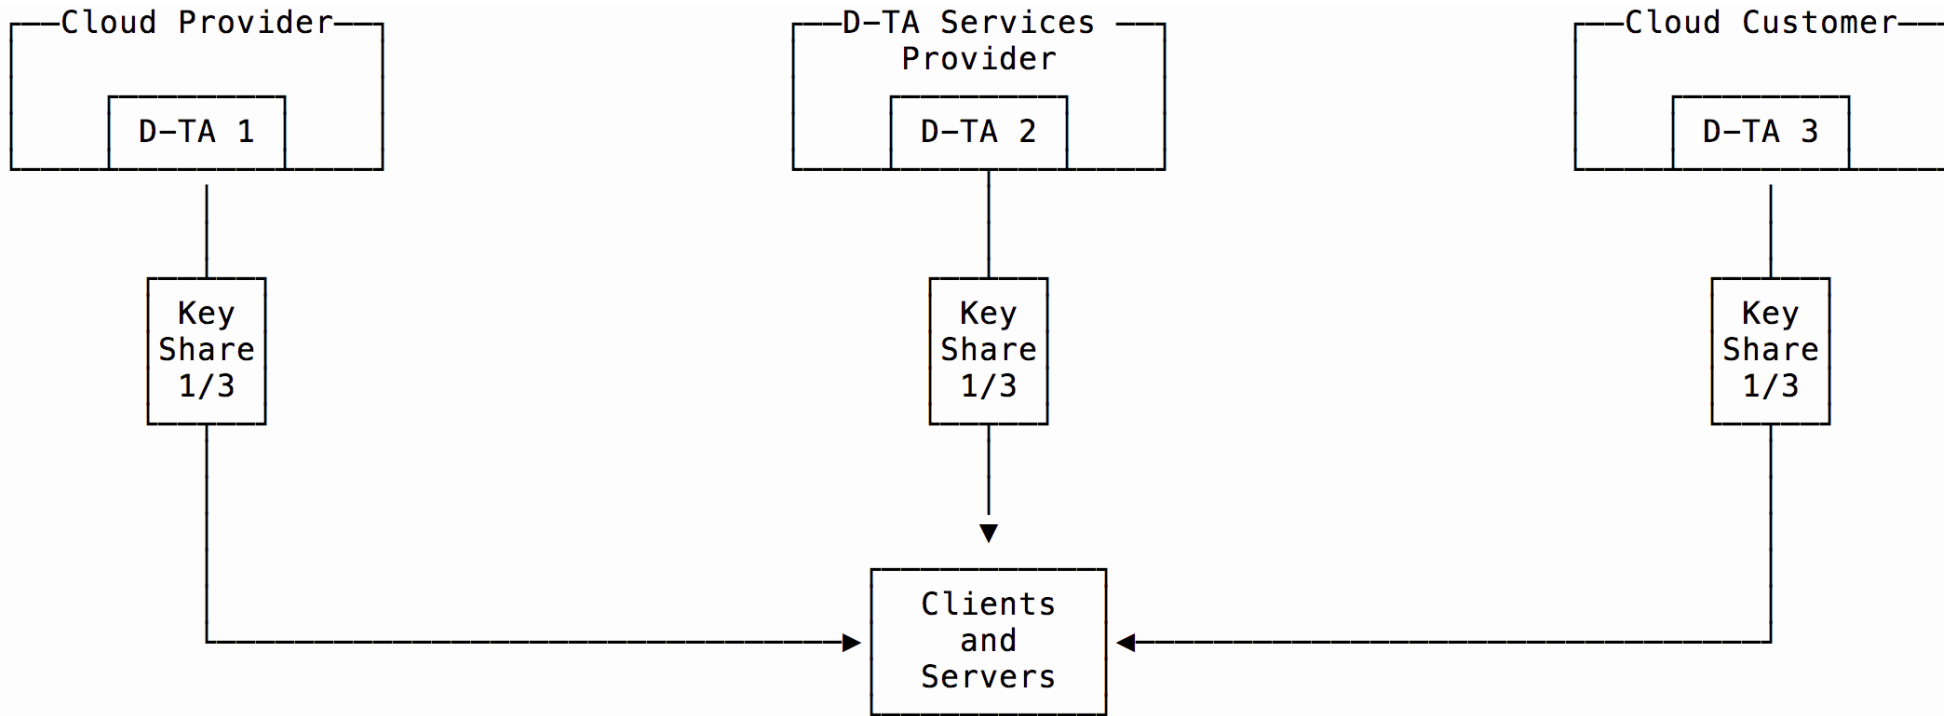 Cloud Provider
D-TA 1
Key
Share
1/3
D-TA Services
Provider
D-TA 2
Key
Share
1/3
Cloud Customer
D-TA 3
Key
Share
1/3
Clients
and
Servers